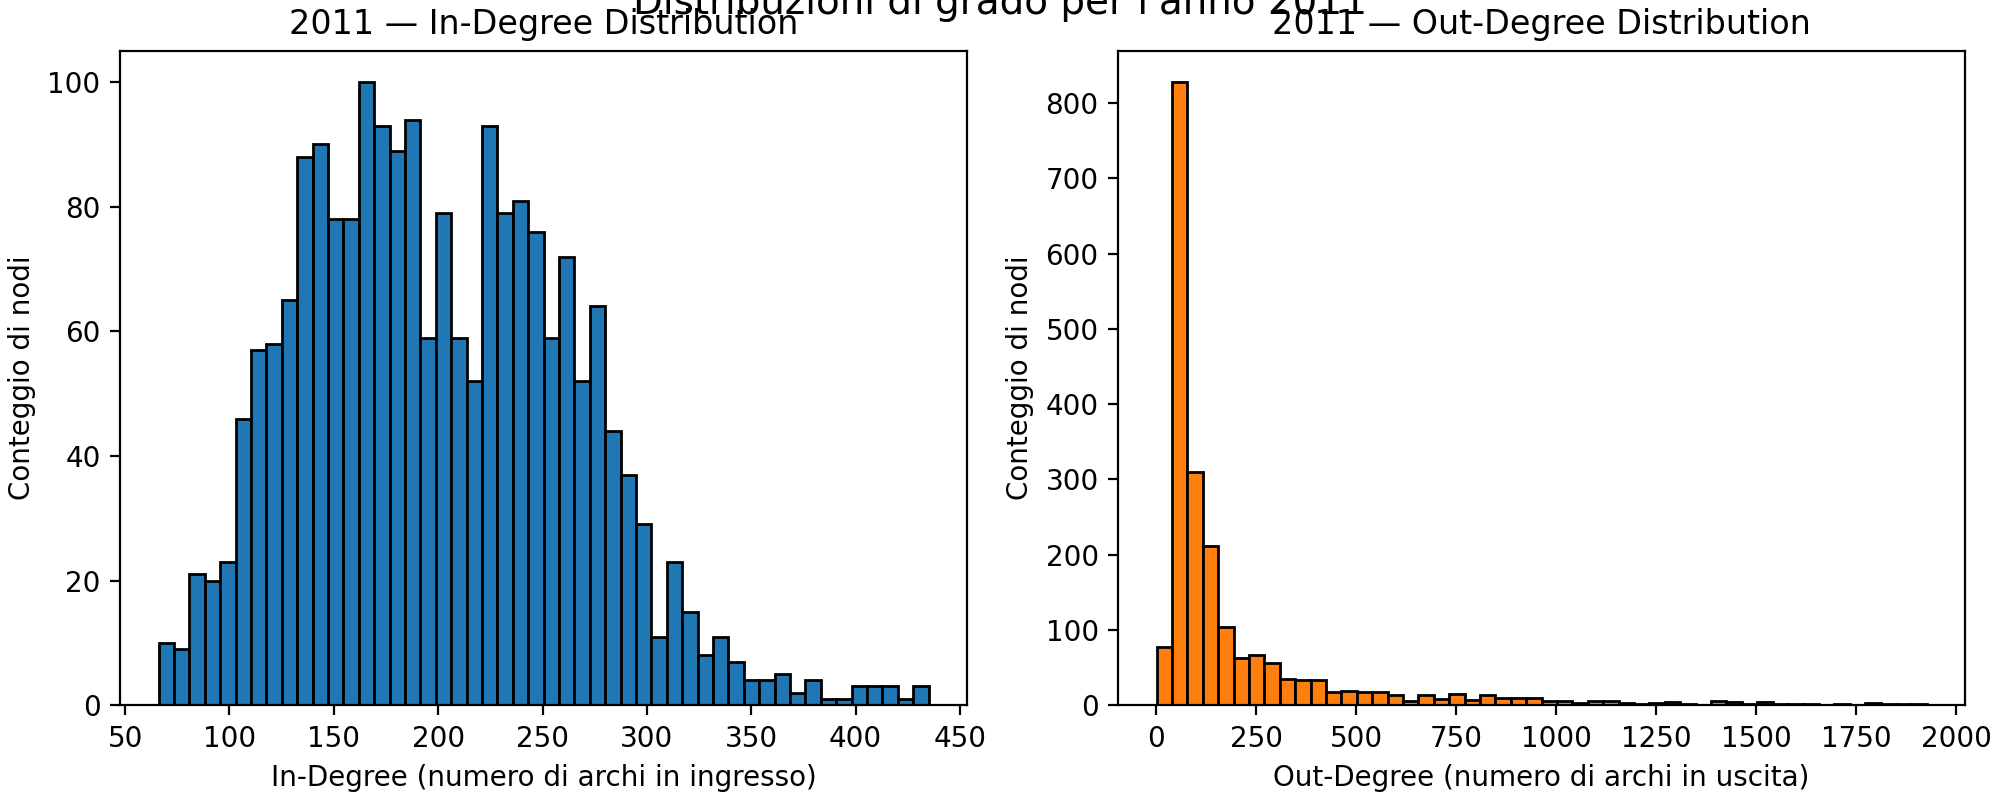 Distribuzioni di grado per l'anno 2011
2011 — In-Degree Distribution
100
80
60
40
20
0
Conteggio di nodi
50 100 150 200 250 300 350 400 450
In-Degree (numero di archi in ingresso)
2011 — Out-Degree Distribution
800
700
600
500
400
300
200
100
0
Conteggio di nodi
0 250 500 750 1000 1250 1500 1750 2000
Out-Degree (numero di archi in uscita)